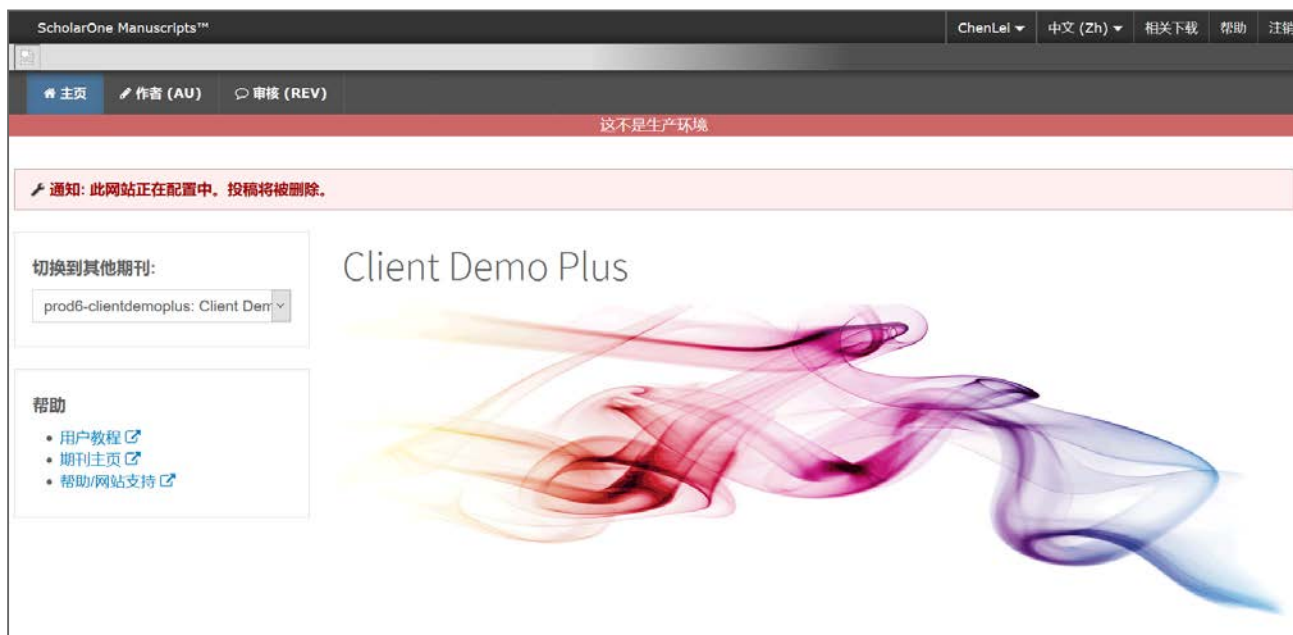 ScholarOne Manuscripts™ ChenLei 中文 (Zh) 相关下载 帮助 注销
主页 作者 (AU) 审核 (REV)
这不是生产环境
通知: 此网站正在配置中。投稿将被删除。
切换到其他期刊:
prod6-clientdemoplus: Client Dem
Client Demo Plus
帮助
用户教程
期刊主页
帮助/网站支持